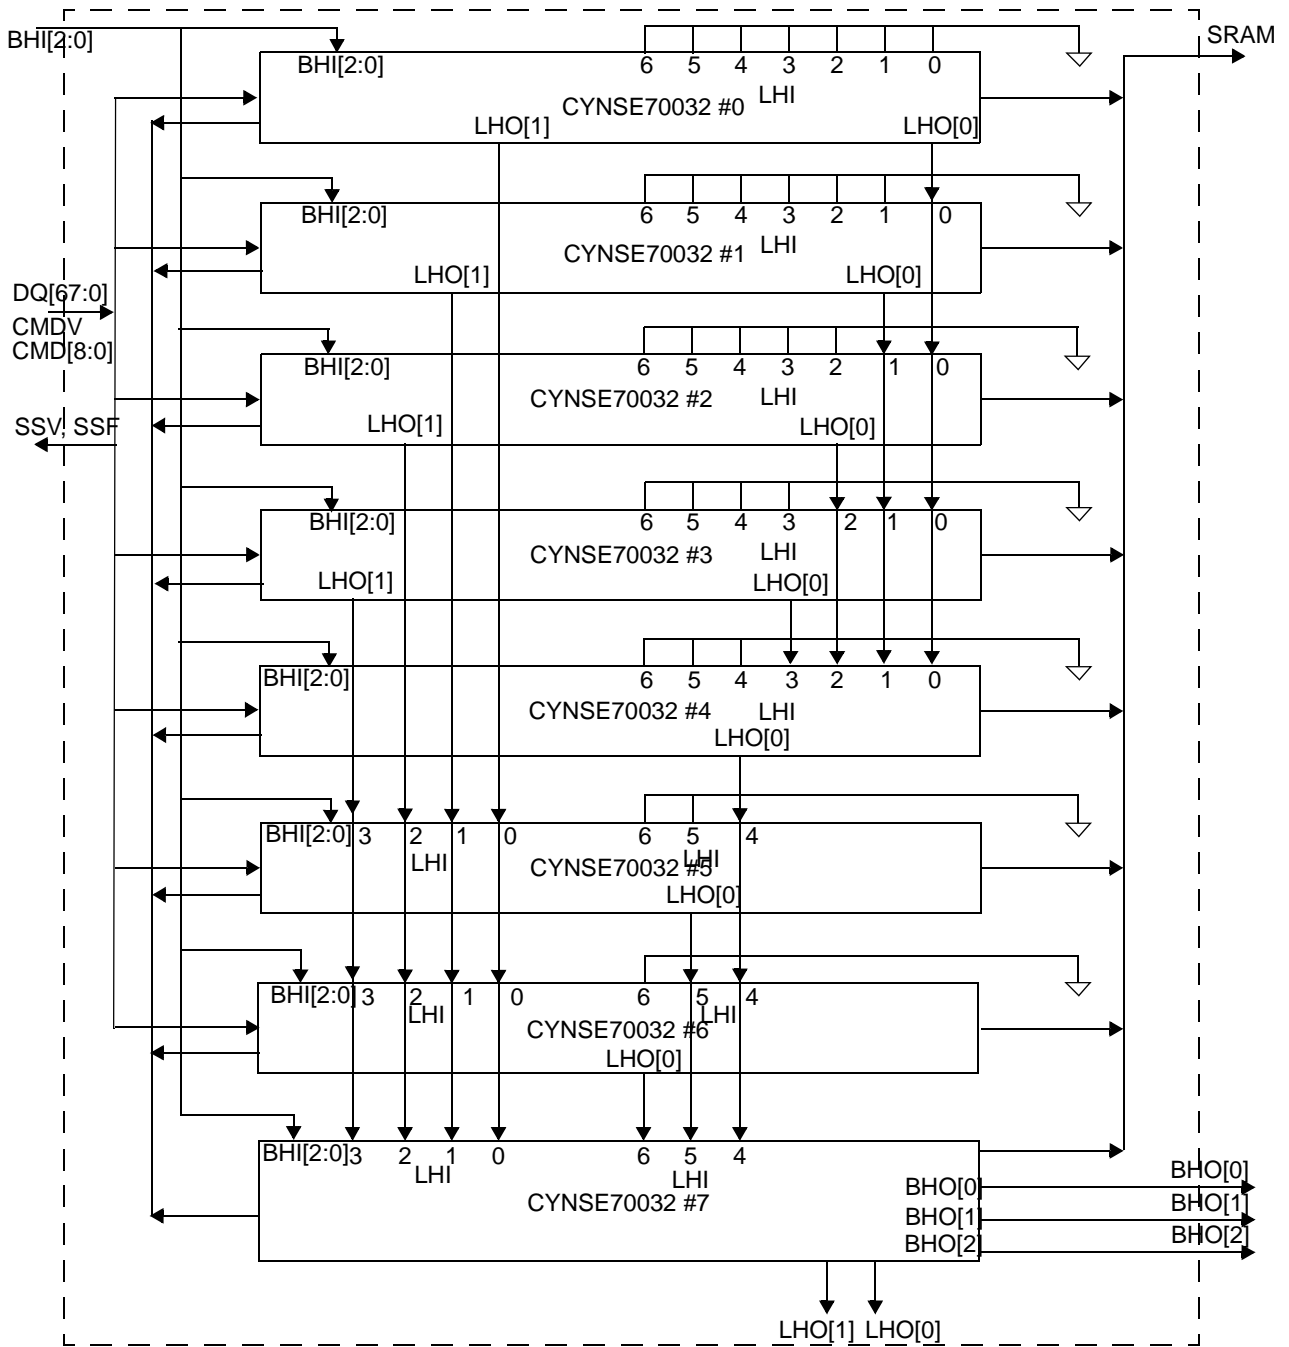 BHI[2:0]
SRAM
BHI[2:0] 6 5 4 3 2 1 0
LHI
CYNSE70032 #0
LHO[1] LHO[0]
BHI[2:0] 6 5 4 3 2 1 0
LHI
CYNSE70032 #1
LHO[1] LHO[0]
DQ[67:0]
CMDV
CMD[8:0]
BHI[2:0] 6 5 4 3 2 1 0
LHI
CYNSE70032 #2
LHO[1] LHO[0]
SSV, SSF
BHI[2:0] 6 5 4 3 2 1 0
LHI
CYNSE70032 #3
LHO[1] LHO[0]
BHI[2:0] 6 5 4 3 2 1 0
LHI
CYNSE70032 #4
LHO[0]
BHI[2:0] 3 2 1 0 6 5 4
LHI LHI
CYNSE70032 #5
LHO[0]
BHI[2:0] 3 2 1 0 6 5 4
LHI LHI
CYNSE70032 #6
LHO[0]
BHI[2:0] 3 2 1 0 6 5 4
LHI LHI
CYNSE70032 #7
BHO[0] BHO[0]
BHO[1] BHO[1]
BHO[2] BHO[2]
LHO[1] LHO[0]